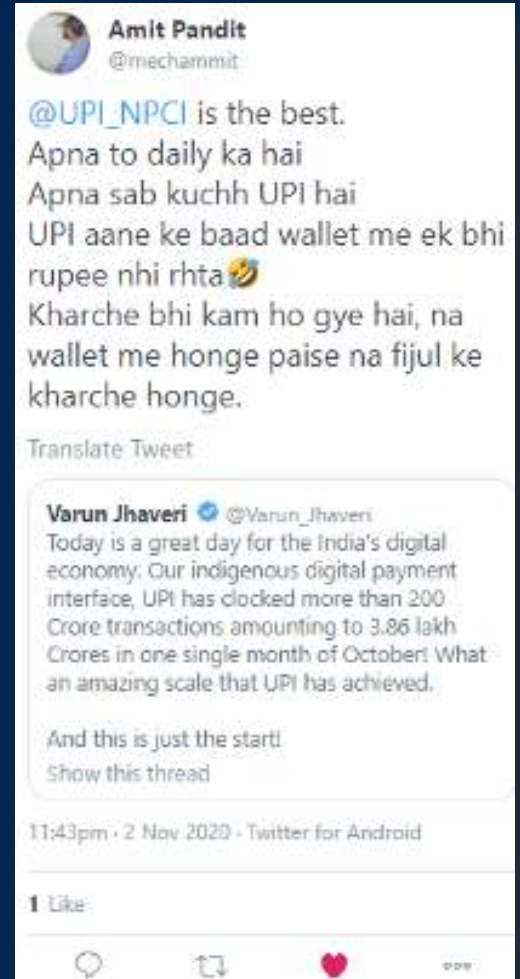 Amit Pandit
@mechammit
@UPI_NPCI is the best.
Apna to daily ka hai
Apna sab kuchh UPI hai
UPI aane ke baad wallet me ek bhi
rupee nhi rhta🤣
Kharche bhi kam ho gye hai, na
wallet me honge paise na fijul ke
kharche honge.
Translate Tweet
Varun Jhaveri @Varun_Jhaveri
Today is a great day for the India's digital
economy. Our indigenous digital payment
interface, UPI has clocked more than 200
Crore transactions amounting to 3.86 lakh
Crores in one single month of October! What
an amazing scale that UPI has achieved.
And this is just the start!
Show this thread
11:43pm · 2 Nov 2020 · Twitter for Android
1 Like